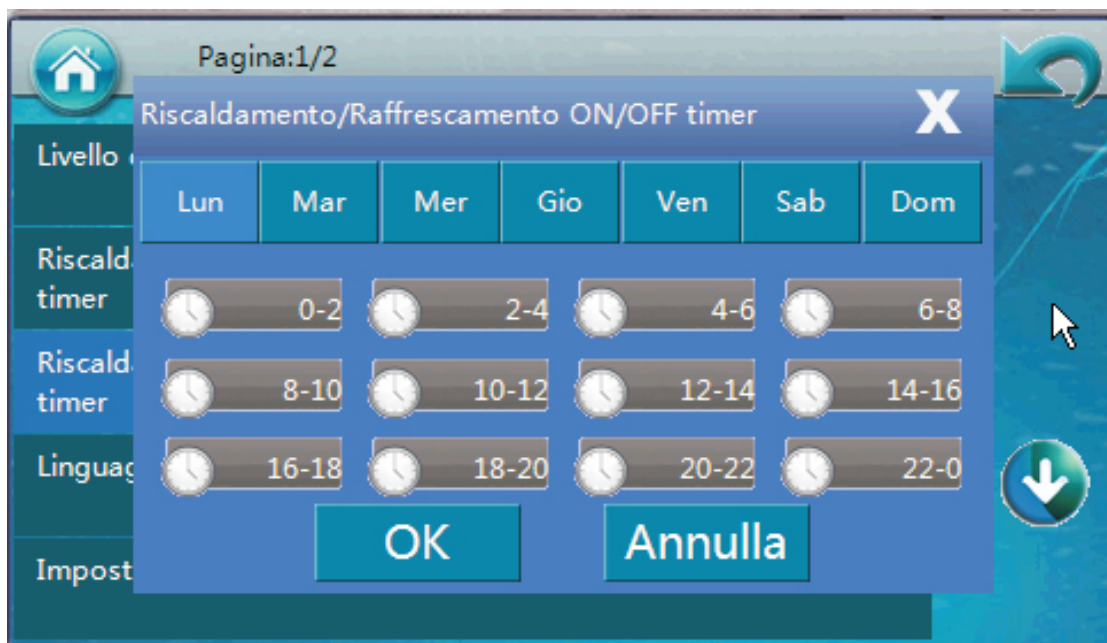 Pagina:1/2
Riscaldamento/Raffrescamento ON/OFF timer
X
Livello
Lun Mar Mer Gio Ven Sab Dom
Riscald
timer
0-2 2-4 4-6 6-8
Riscald
timer
8-10 10-12 12-14 14-16
Linguag
16-18 18-20 20-22 22-0
OK Annulla
Impost